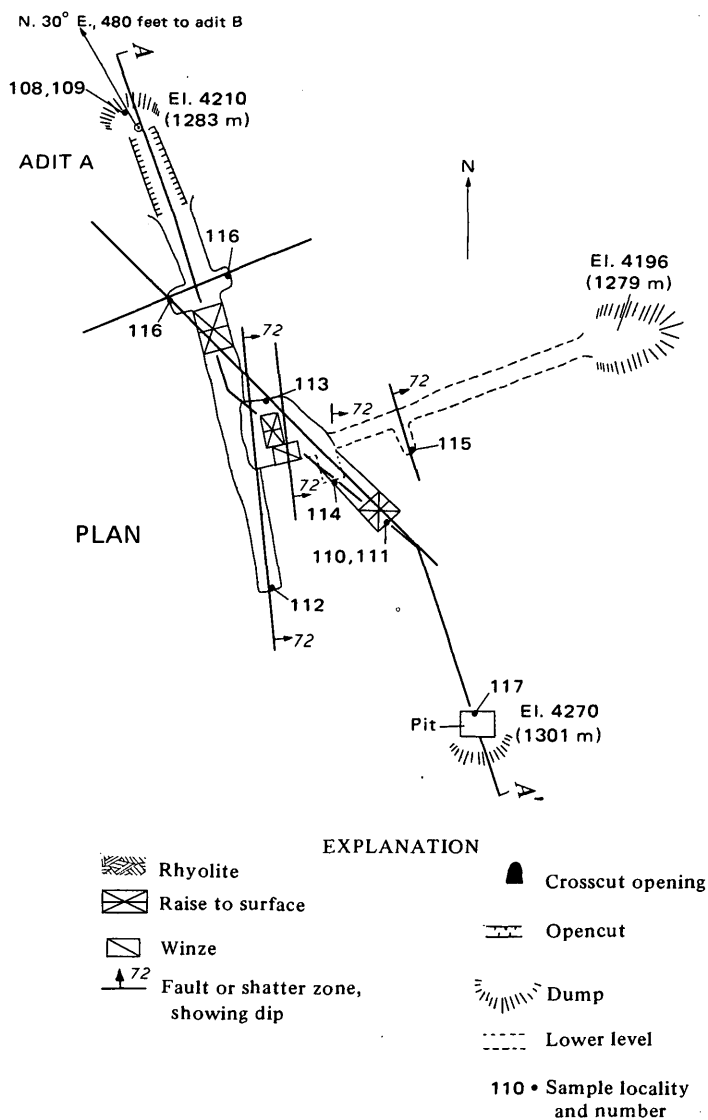 N. 30° E., 480 feet to adit B
A
108, 109
El. 4210
(1283 m)
ADIT A
N
116
El. 4196
(1279 m)
116
72
72
113
72
72
115
72
114
PLAN
110, 111
112
72
117
Pit
El. 4270
(1301 m)
A'
EXPLANATION
Rhyolite
Raise to surface
Winze
72
Fault or shatter zone,
showing dip
Crosscut opening
Opencut
Dump
Lower level
110 • Sample locality
and number